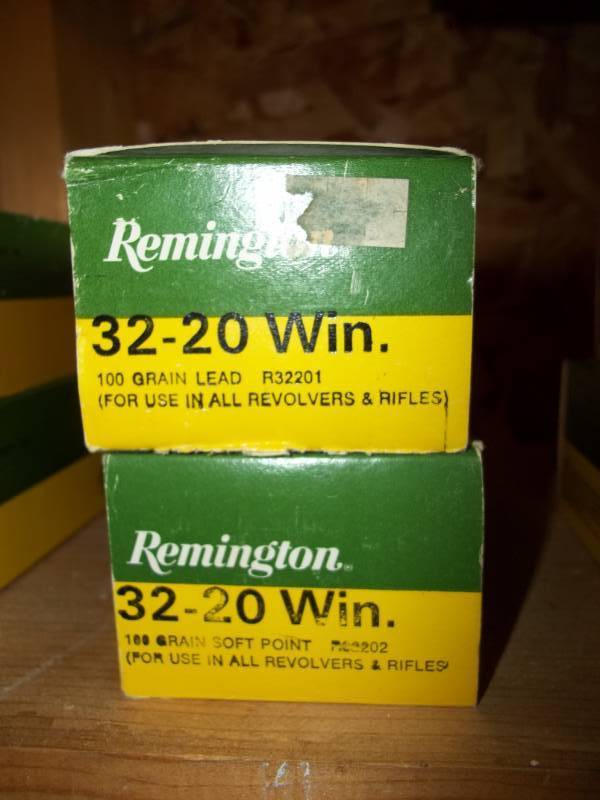 Remington
32-20 Win.
100 GRAIN LEAD R32201
(FOR USE IN ALL REVOLVERS & RIFLES)
Remington®
32-20 Win.
100 GRAIN SOFT POINT
(FOR USE IN ALL REVOLVERS & RIFLES)